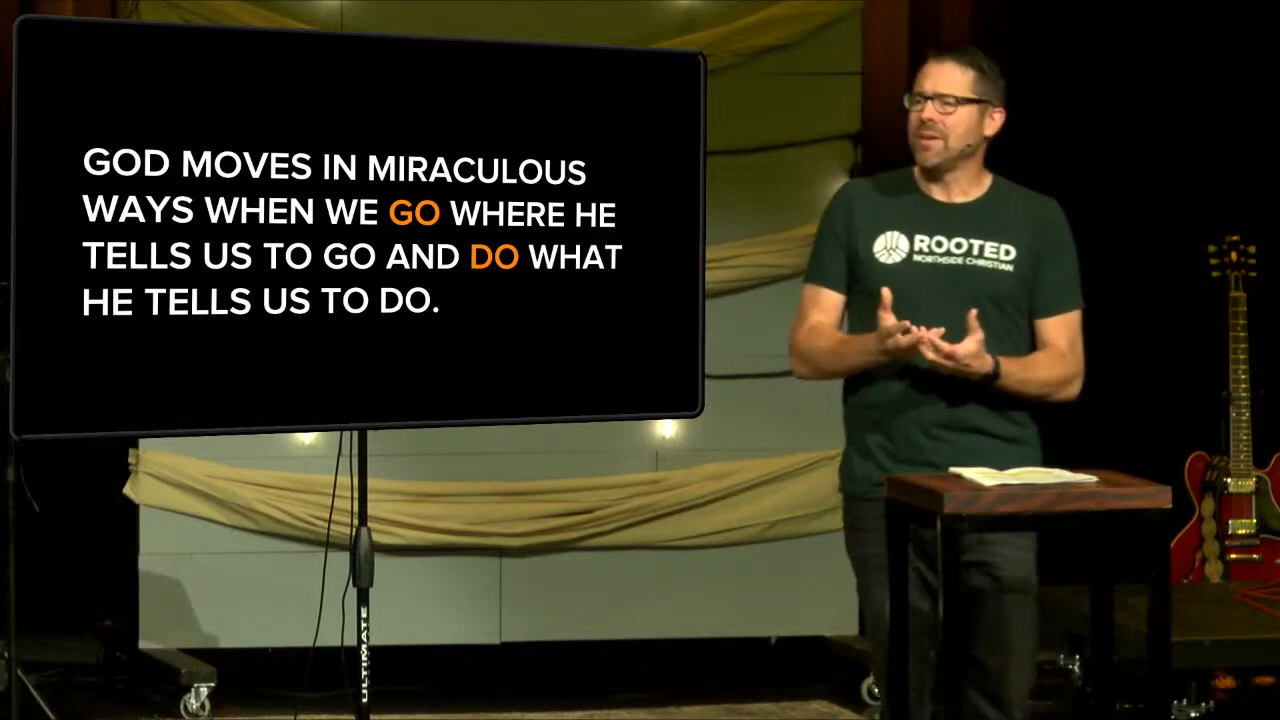 GOD MOVES IN MIRACULOUS
WAYS WHEN WE GO WHERE HE
TELLS US TO GO AND DO WHAT
HE TELLS US TO DO.
ROOTED
NORTHSIDE CHRISTIAN
ULTIMATE